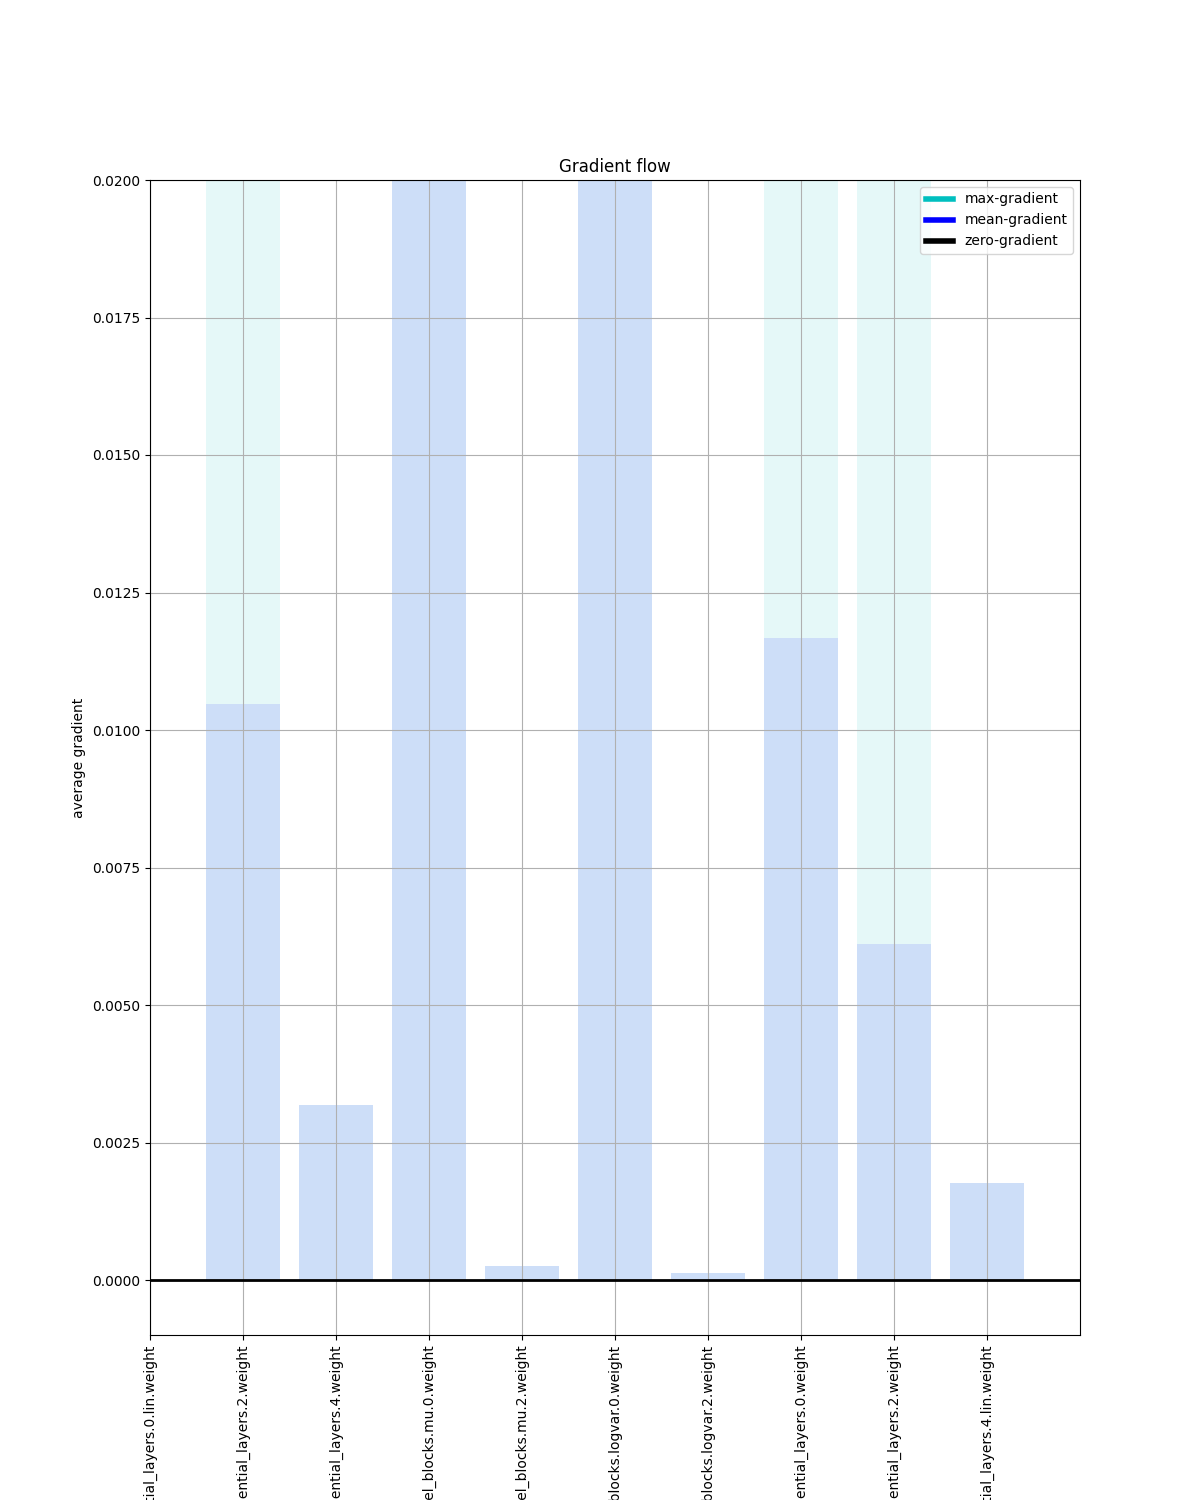 Gradient flow
max-gradient
mean-gradient
zero-gradient
0.0200
0.0175
0.0150
0.0125
0.0100
0.0075
0.0050
0.0025
0.0000
average gradient
tial_layers.0.lin.weight
ential_layers.2.weight
ential_layers.4.weight
el_blocks.mu.0.weight
el_blocks.mu.2.weight
blocks.logvar.0.weight
blocks.logvar.2.weight
ential_layers.0.weight
ential_layers.2.weight
tial_layers.4.lin.weight